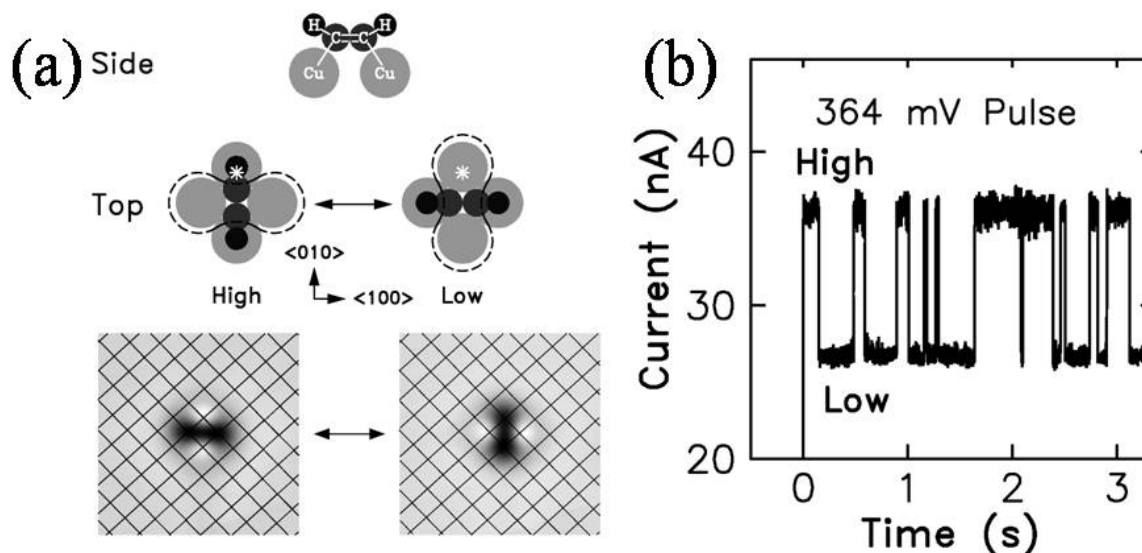 (a)
Side
H C C H
Cu Cu
Top
<010>
<100>
High
Low
(b)
364 mV Pulse
High
Low
40
30
20
Current (nA)
0 1 2 3
Time (s)